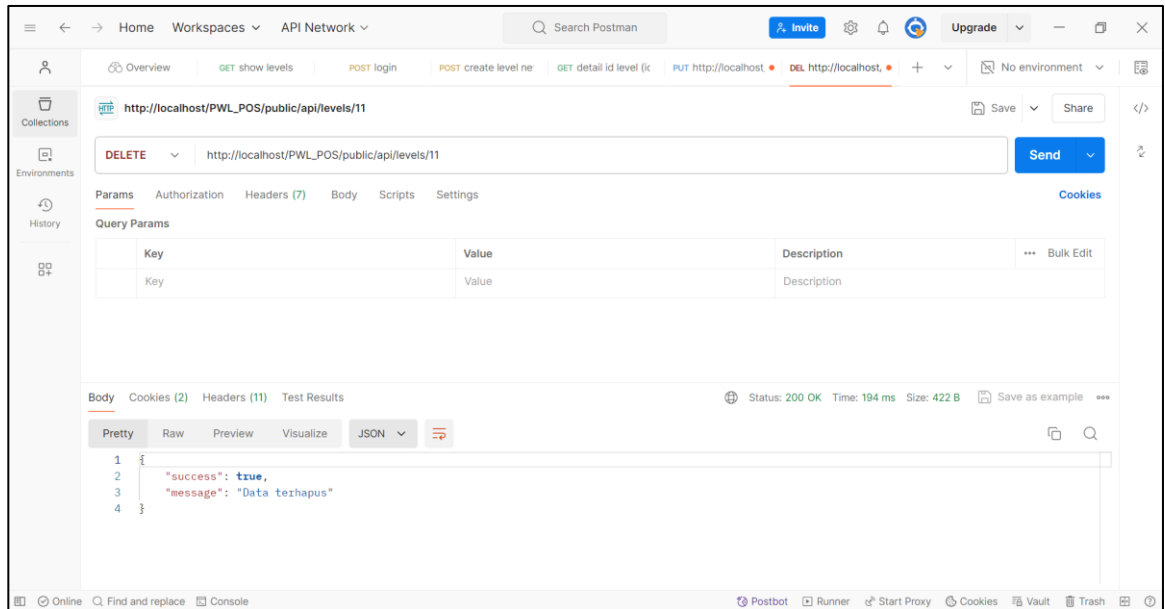 Home Workspaces API Network Search Postman Invite Upgrade
Overview GET show levels POST login POST create level ne GET detail id level (ic PUT http://localhost, DEL http://localhost, No environment
HTTP http://localhost/PWL_POS/public/api/levels/11 Save Share
Collections
DELETE http://localhost/PWL_POS/public/api/levels/11 Send
Environments
Params Authorization Headers (7) Body Scripts Settings Cookies
History
Query Params
Key Value Description Bulk Edit
Key Value Description
Body Cookies (2) Headers (11) Test Results Status: 200 OK Time: 194 ms Size: 422 B Save as example
Pretty Raw Preview Visualize JSON
1 {
2 "success": true,
3 "message": "Data terhapus"
4 }
Online Find and replace Console Postbot Runner Start Proxy Cookies Vault Trash